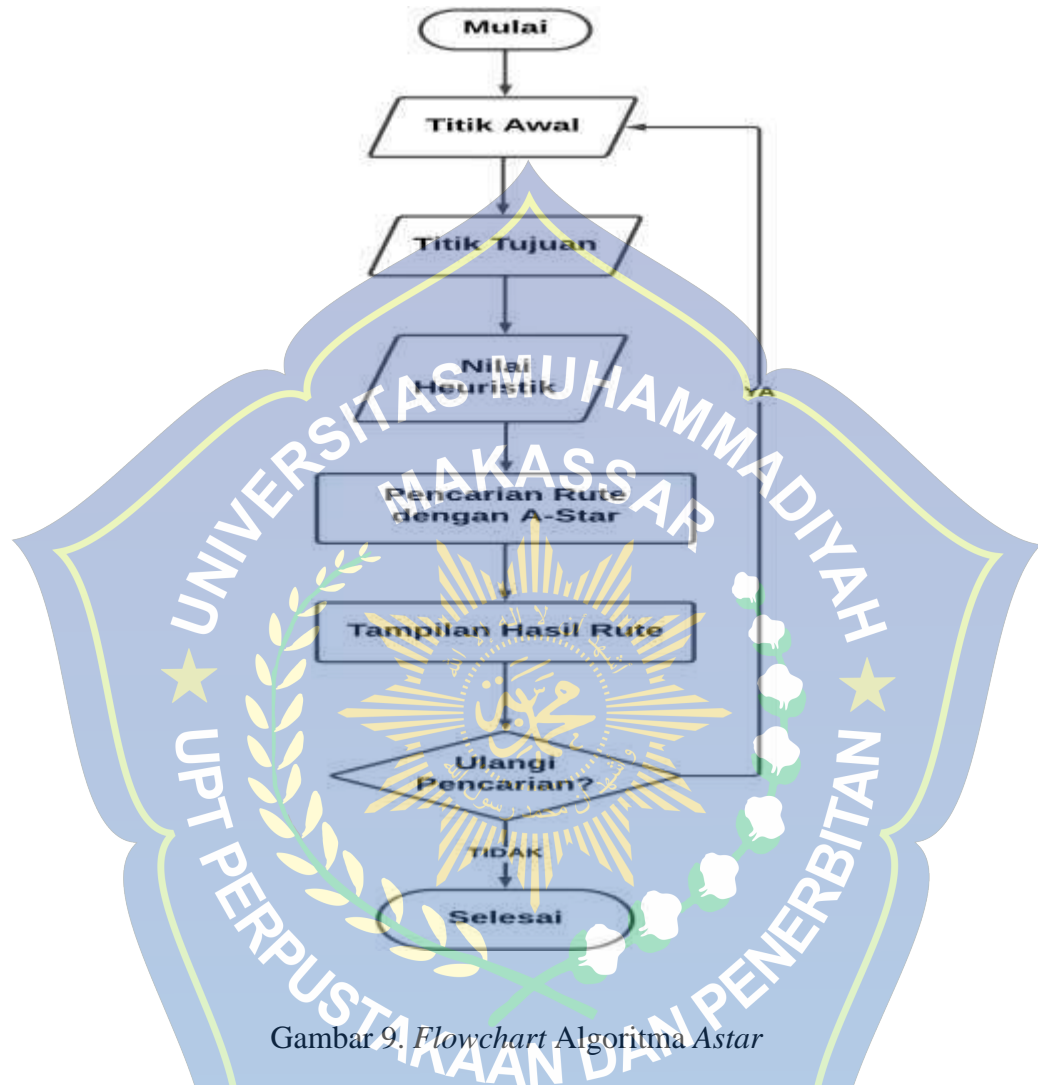 Mulai
Titik Awal
Titik Tujuan
Nilai
Heuristik
YA
Pencarian Rute
dengan A-Star
Tampilan Hasil Rute
Ulangi
Pencarian?
TIDAK
Selesai
UNIVERSITAS MUHAMMADIYAH
MAKASSAR
UPT PERPUSTAKAAN DAN PENERBITAN
Gambar 9. Flowchart Algoritma Astar